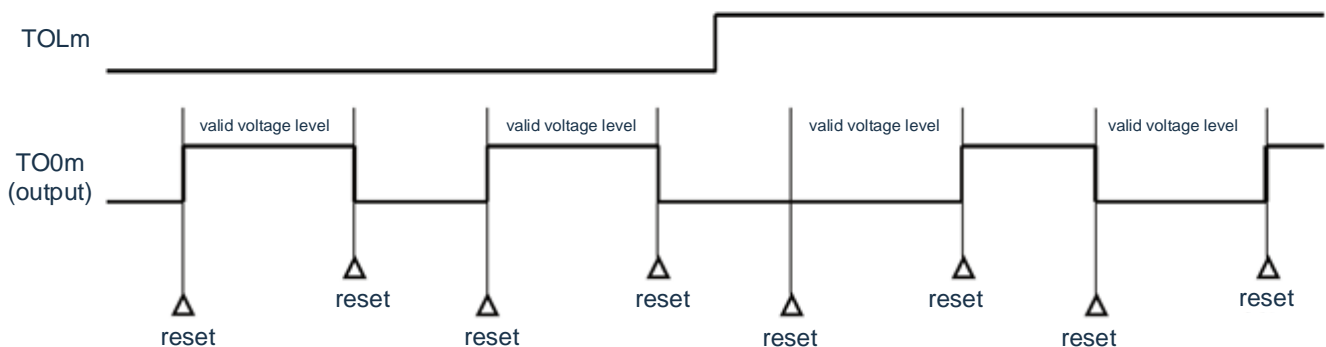 TOLm
valid voltage level
valid voltage level
valid voltage level
valid voltage level
TO0m
(output)
reset
reset
reset
reset
reset
reset
reset
reset